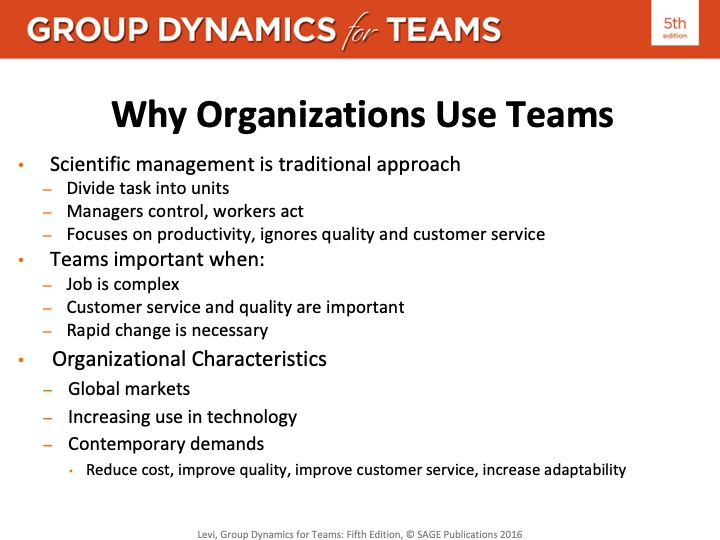 GROUP DYNAMICS for TEAMS
5th
edition
Why Organizations Use Teams
• Scientific management is traditional approach
– Divide task into units
– Managers control, workers act
– Focuses on productivity, ignores quality and customer service
• Teams important when:
– Job is complex
– Customer service and quality are important
– Rapid change is necessary
• Organizational Characteristics
– Global markets
– Increasing use in technology
– Contemporary demands
• Reduce cost, improve quality, improve customer service, increase adaptability
Levi, Group Dynamics for Teams: Fifth Edition, © SAGE Publications 2016